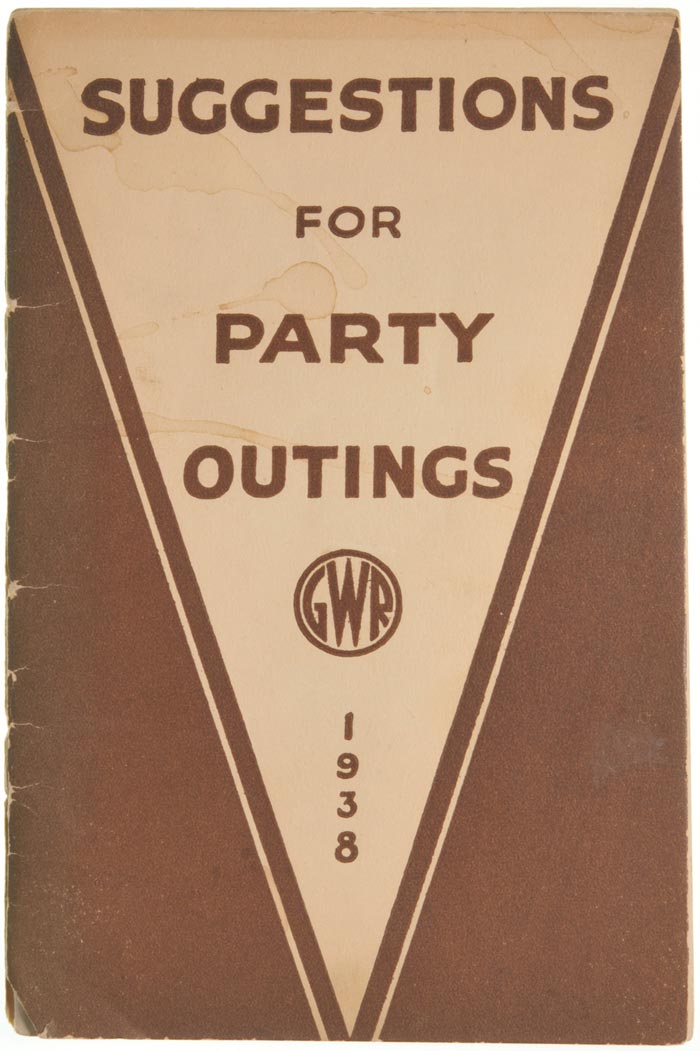 SUGGESTIONS
FOR
PARTY
OUTINGS
GWR
1
9
3
8